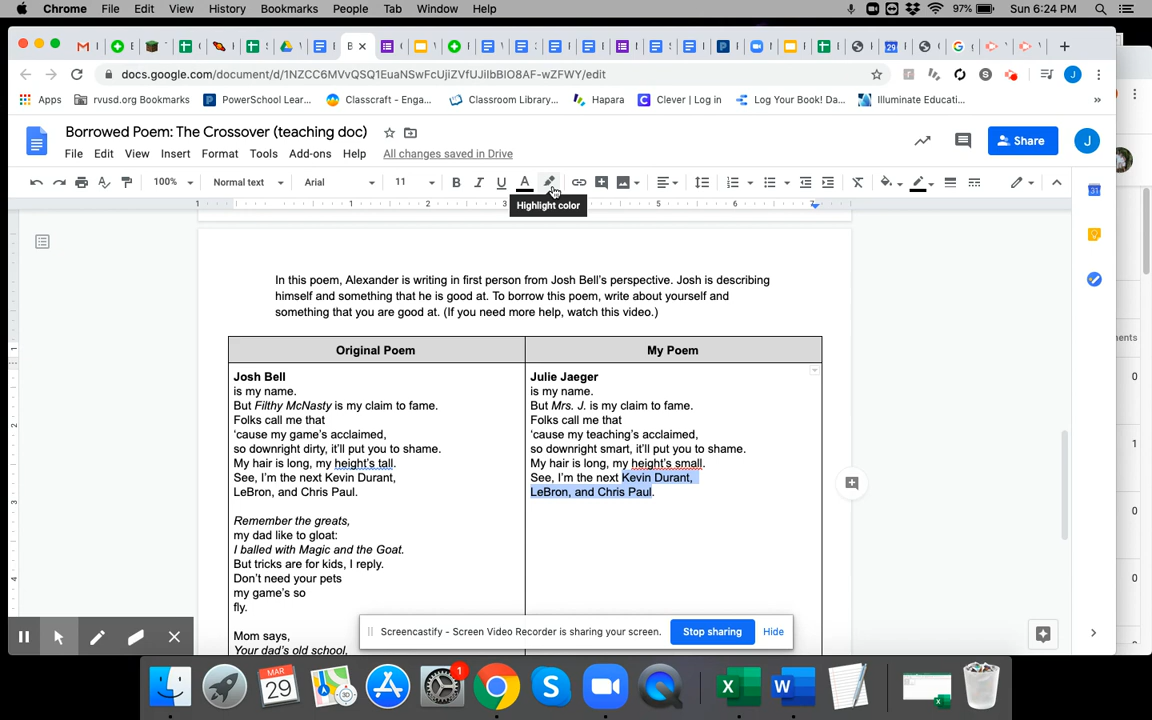 Chrome File Edit View History Bookmarks People Tab Window Help 97% Sun 6:24 PM
docs.google.com/document/d/1NZCC6MVvQSQ1EuaNSwFcUjiZVfUJiIbBIO8AF-wZFWY/edit
Apps rvusd.org Bookmarks PowerSchool Lear... Classcraft - Enga... Classroom Library... Hapara Clever | Log in Log Your Book! Da... Illuminate Educati... »
Borrowed Poem: The Crossover (teaching doc)
Share
File Edit View Insert Format Tools Add-ons Help All changes saved in Drive
100% Normal text Arial 11 B I U A
Highlight color
In this poem, Alexander is writing in first person from Josh Bell's perspective. Josh is describing
himself and something that he is good at. To borrow this poem, write about yourself and
something that you are good at. (If you need more help, watch this video.)
Original Poem
Josh Bell
is my name.
But Filthy McNasty is my claim to fame.
Folks call me that
'cause my game's acclaimed,
so downright dirty, it'll put you to shame.
My hair is long, my height's tall.
See, I'm the next Kevin Durant,
LeBron, and Chris Paul.
Remember the greats,
my dad like to gloat:
I balled with Magic and the Goat.
But tricks are for kids, I reply.
Don't need your pets
my game's so
fly.
Mom says,
Your dad's old school,
My Poem
Julie Jaeger
is my name.
But Mrs. J. is my claim to fame.
Folks call me that
'cause my teaching's acclaimed,
so downright smart, it'll put you to shame.
My hair is long, my height's small.
See, I'm the next Kevin Durant,
LeBron, and Chris Paul.
Screencastify - Screen Video Recorder is sharing your screen. Stop sharing Hide
MAR
29